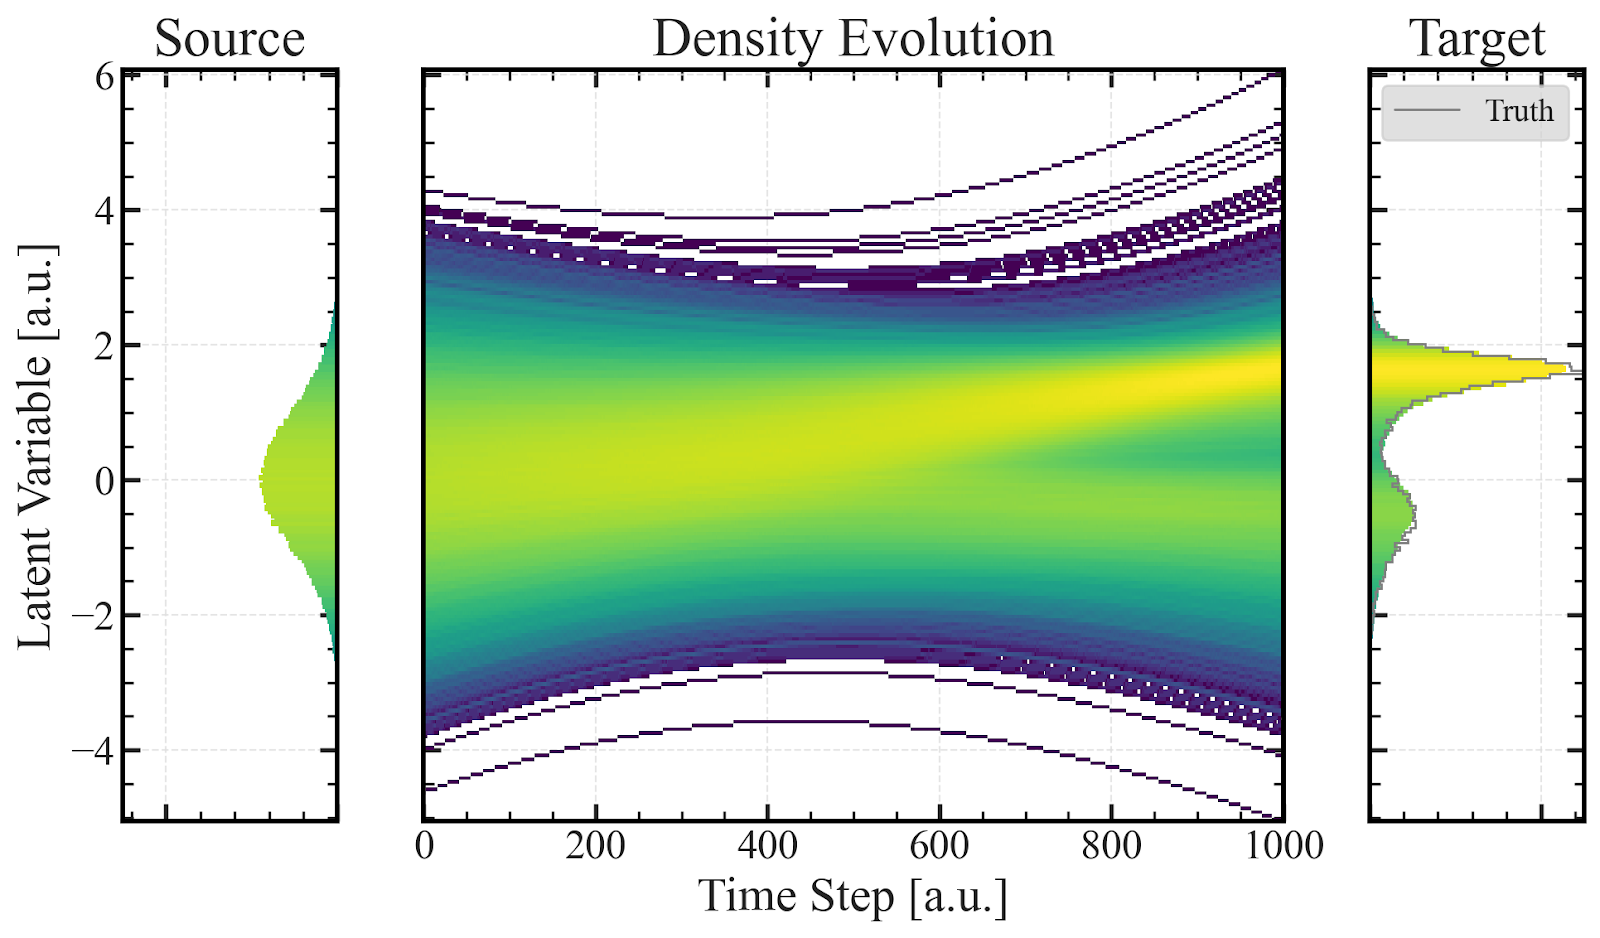 Source
Density Evolution
Target
Truth
Latent Variable [a.u.]
6
4
2
0
−2
−4
0 200 400 600 800 1000
Time Step [a.u.]